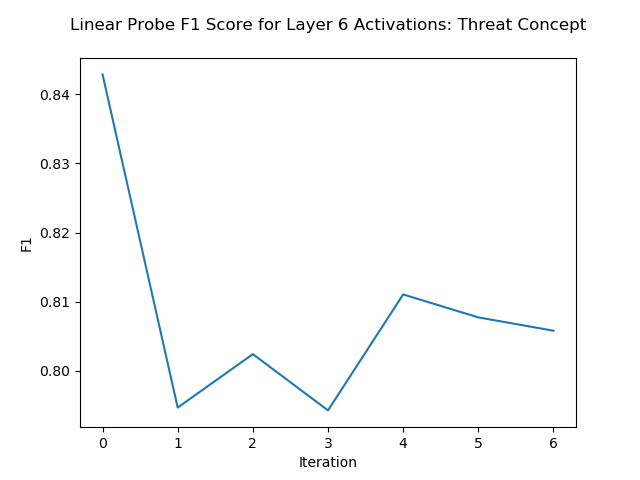 Linear Probe F1 Score for Layer 6 Activations: Threat Concept
0.84
0.83
0.82
0.81
0.80
F1
0 1 2 3 4 5 6
Iteration